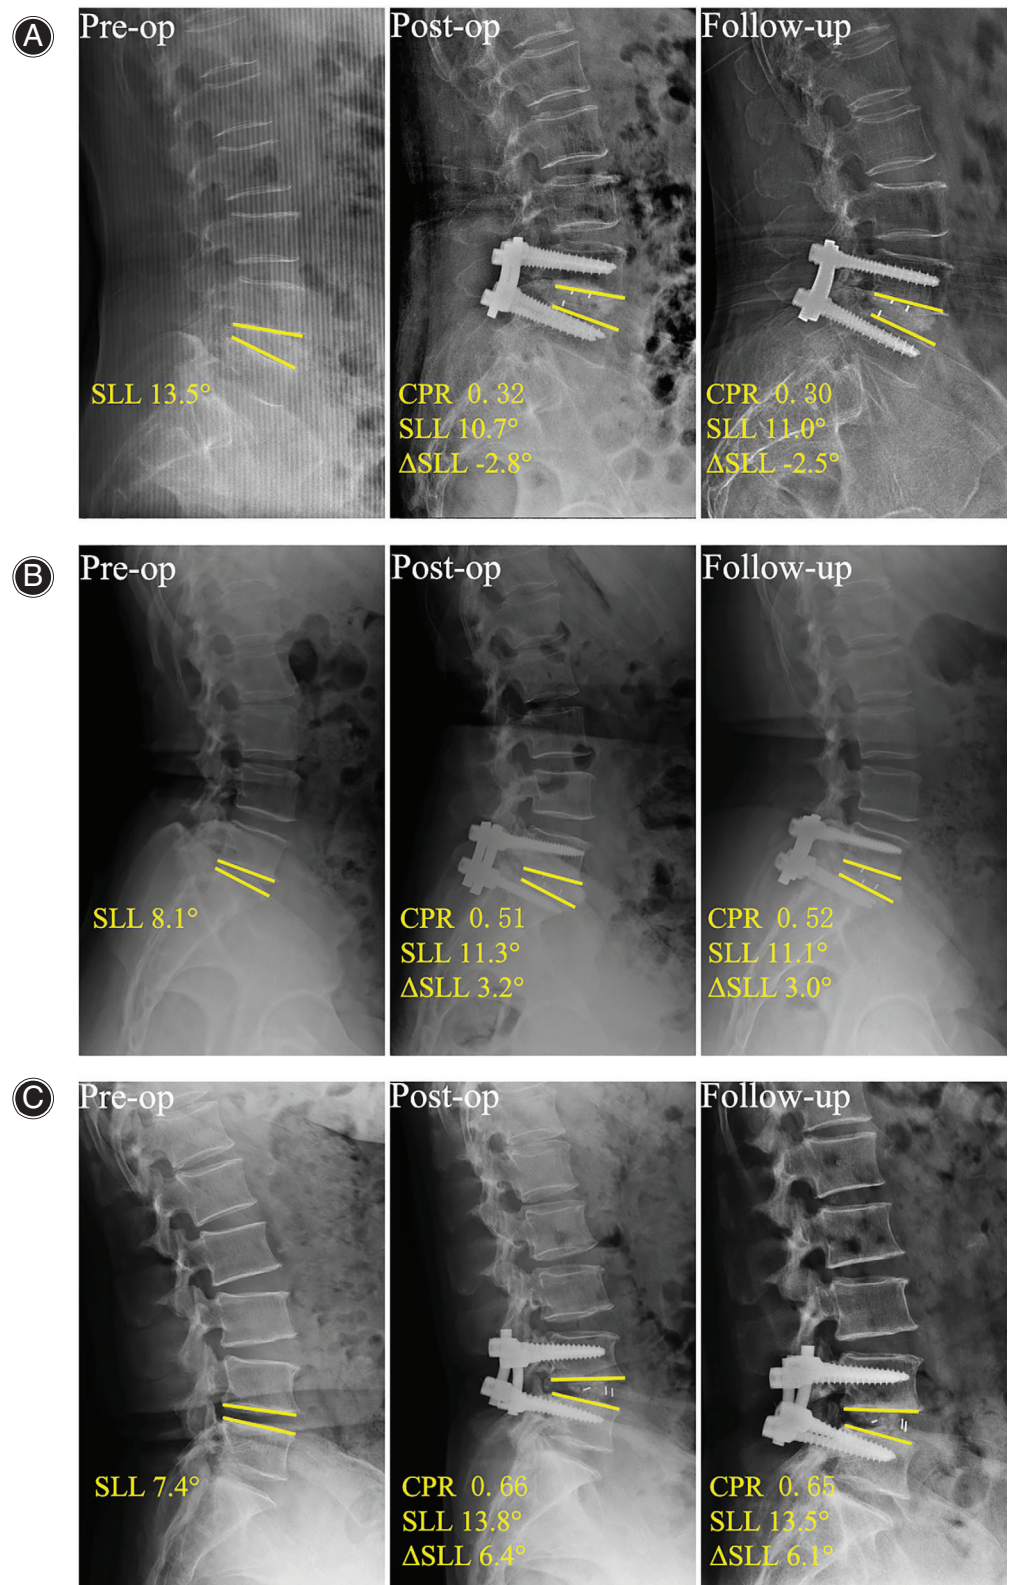 A
Pre-op
SLL 13.5°
Post-op
CPR 0.32
SLL 10.7°
ΔSLL -2.8°
Follow-up
CPR 0.30
SLL 11.0°
ΔSLL -2.5°
B
Pre-op
SLL 8.1°
Post-op
CPR 0.51
SLL 11.3°
ΔSLL 3.2°
Follow-up
CPR 0.52
SLL 11.1°
ΔSLL 3.0°
C
Pre-op
SLL 7.4°
Post-op
CPR 0.66
SLL 13.8°
ΔSLL 6.4°
Follow-up
CPR 0.65
SLL 13.5°
ΔSLL 6.1°